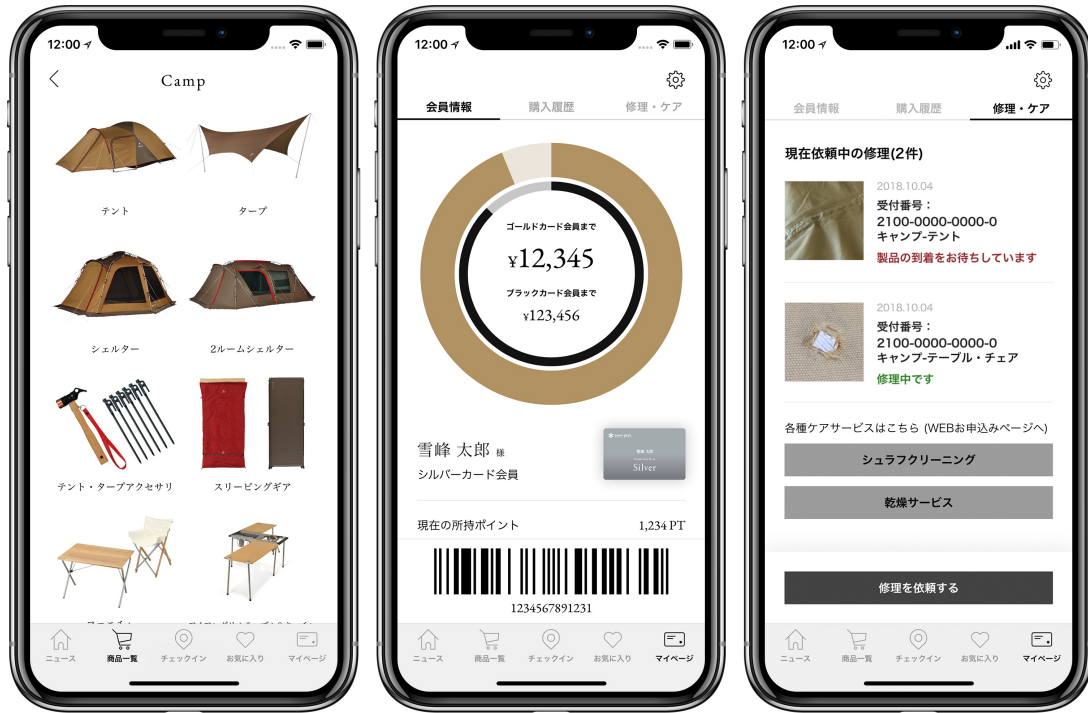 12:00
Camp
テント
タープ
シェルター
2ルームシェルター
テント・タープアクセサリ
スリーピングギア
ニュース
商品一覧
チェックイン
お気に入り
マイページ
12:00
会員情報
購入履歴
修理・ケア
ゴールドカード会員まで
¥12,345
ブラックカード会員まで
¥123,456
雪峰 太郎 様
シルバーカード会員
雪峰 太郎
Silver
現在の所持ポイント
1,234 PT
1234567891231
ニュース
商品一覧
チェックイン
お気に入り
マイページ
12:00
会員情報
購入履歴
修理・ケア
現在依頼中の修理(2件)
2018.10.04
受付番号：
2100-0000-0000-0
キャンプ-テント
製品の到着をお待ちしています
2018.10.04
受付番号：
2100-0000-0000-0
キャンプ-テーブル・チェア
修理中です
各種ケアサービスはこちら (WEBお申込みページへ)
シュラフクリーニング
乾燥サービス
修理を依頼する
ニュース
商品一覧
チェックイン
お気に入り
マイページ